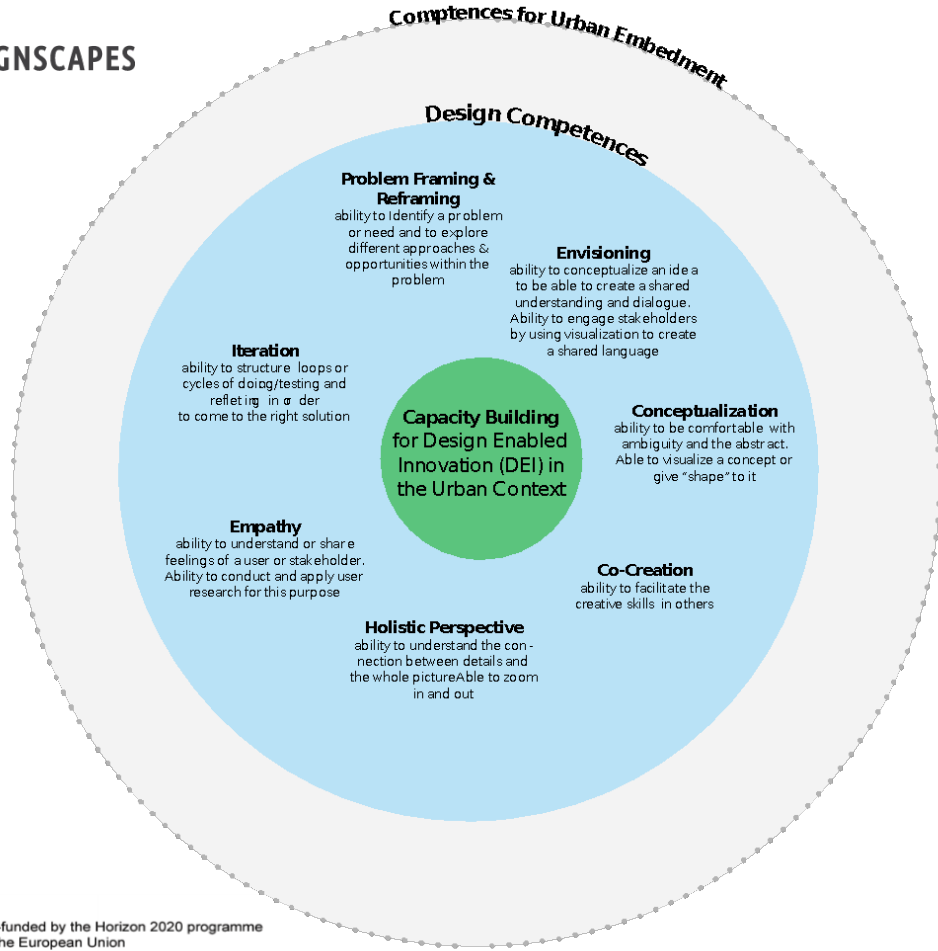 GNSCAPES
Comptences for Urban Embedment
Design Competences
Problem Framing &
Reframing
ability to Identify a problem
or need and to explore
different approaches &
opportunities within the
problem
Envisioning
ability to conceptualize an idea
to be able to create a shared
understanding and dialogue.
Ability to engage stakeholders
by using visualization to create
a shared language
Iteration
ability to structure loops or
cycles of doing/testing and
refleting in order
to come to the right solution
Capacity Building
for Design Enabled
Innovation (DEI) in
the Urban Context
Conceptualization
ability to be comfortable with
ambiguity and the abstract.
Able to visualize a concept or
give "shape" to it
Empathy
ability to understand or share
feelings of a user or stakeholder.
Ability to conduct and apply user
research for this purpose
Co-Creation
ability to facilitate the
creative skills in others
Holistic Perspective
ability to understand the con-
nection between details and
the whole pictureAble to zoom
in and out
-funded by the Horizon 2020 programme
he European Union